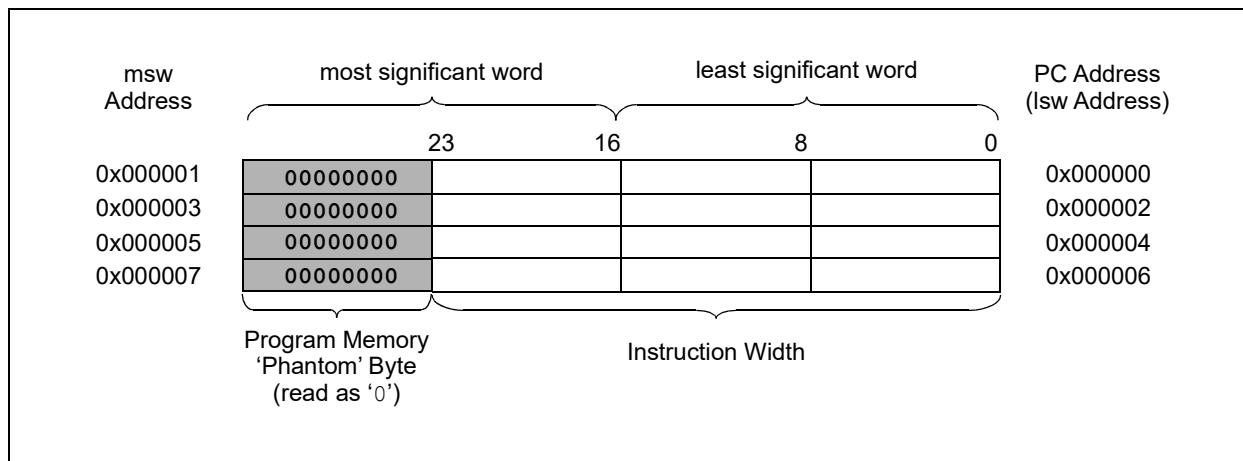 msw
Address
most significant word
least significant word
PC Address
(lsw Address)
23
16
8
0
0x000001
00000000
0x000000
0x000003
00000000
0x000002
0x000005
00000000
0x000004
0x000007
00000000
0x000006
Program Memory
‘Phantom’ Byte
(read as ‘0’)
Instruction Width